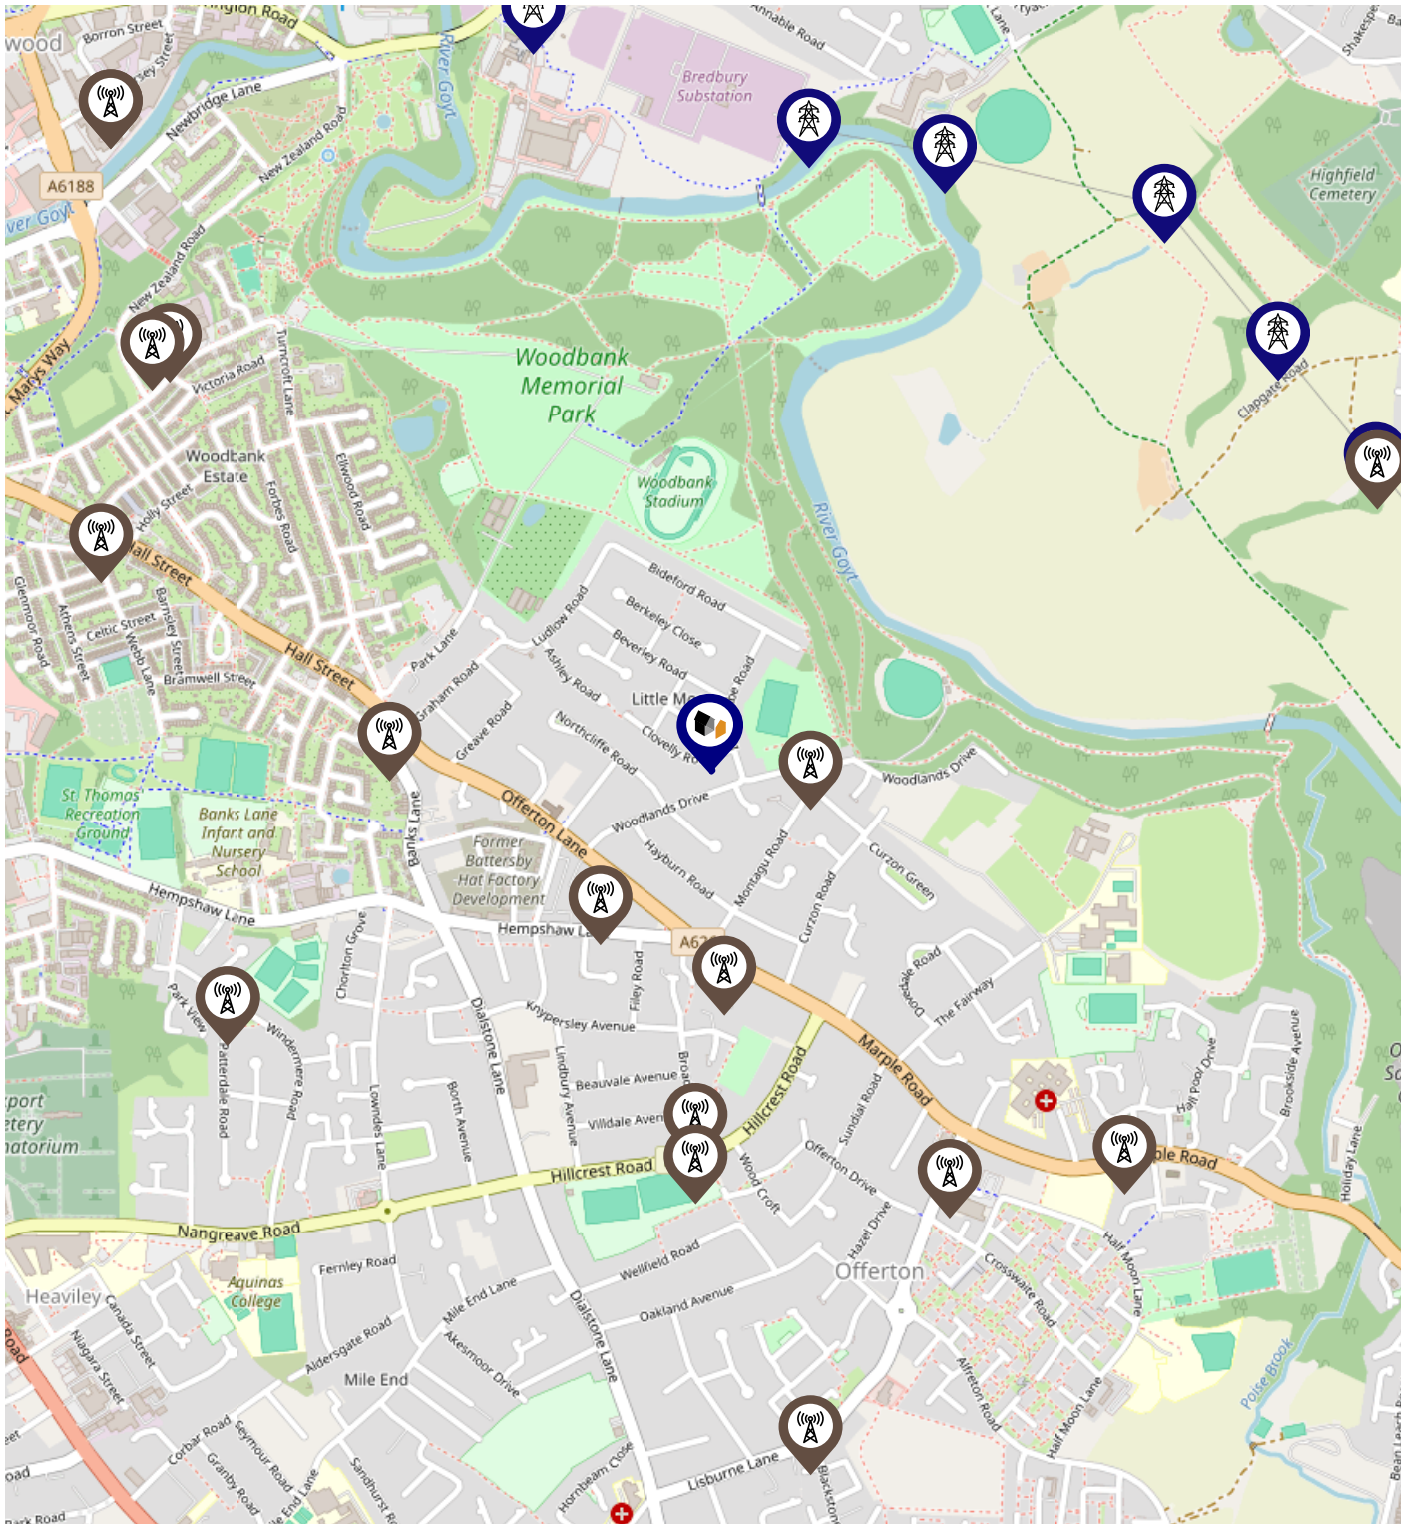 Borron Street
Newbridge Lane
River Goyt
New Zealand Road
A6188
Annable Road
Bredbury
Substation
Highfield
Cemetery
New Zealand Road
Victoria Road
Turncroft Lane
Woodbank
Memorial
Park
Clapgate Road
Woodbank
Estate
Ellwood Road
Holly Street
Forbes Road
Woodbank
Stadium
River Goyt
Glenmoor Road
Athens Street
Celtic Street
Barnsley Street
Webb Lane
Bramwell Street
Hall Street
Park Lane
Ludlow Road
Bideford Road
Berkeley Close
Beverley Road
Ashley Road
Graham Road
Greave Road
Northcliffe Road
Woodlands Drive
Woodlands Drive
St. Thomas
Recreation
Ground
Banks Lane
Infant and
Nursery
School
Banks Lane
Offerton Lane
Former
Battersby
Hat Factory
Development
Hayburn Road
Montagu Road
Curzon Green
Curzon Road
Hempshaw Lane
Chorlton Grove
Filey Road
Knypersley Avenue
Dialstone Lane
Dovedale Road
The Fairway
Park View
Windermere Road
Patterdale Road
Lowndes Lane
Borth Avenue
Lindbury Avenue
Beauvale Avenue
Hillcrest Road
Marple Road
Sundial Road
Hall Pool Drive
Brookside Avenue
Holiday Lane
Hillcrest Road
Wood Croft
Offerton Drive
Nangreave Road
Fernley Road
Wellfield Road
Hazel Drive
Offerton
Half Moon Lane
Crosswaite Road
Heaviley
Aquinas
College
Mile End Lane
Oakland Avenue
Dialstone Lane
Canada Street
Niagara Street
Aldersgate Road
Akesmoor Drive
Mile End
Alfreton Road
Half Moon Lane
Poise Brook
Corbar Road
Seymour Road
Granby Road
Hornbeam Close
Lisburne Lane